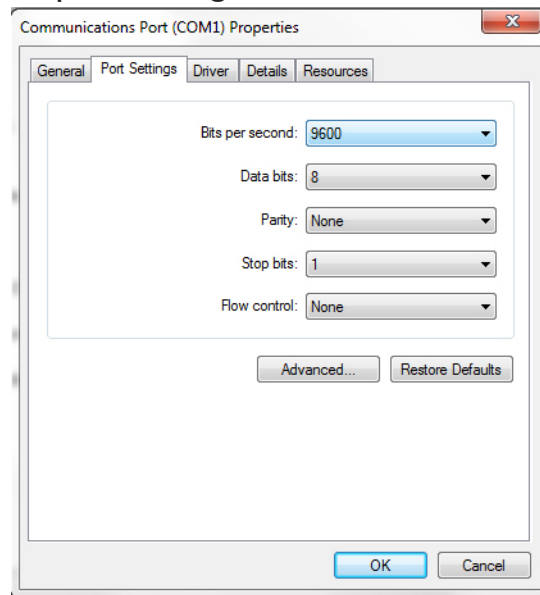 Communications Port (COM1) Properties
General Port Settings Driver Details Resources
Bits per second: 9600
Data bits: 8
Parity: None
Stop bits: 1
Flow control: None
Advanced... Restore Defaults
OK Cancel